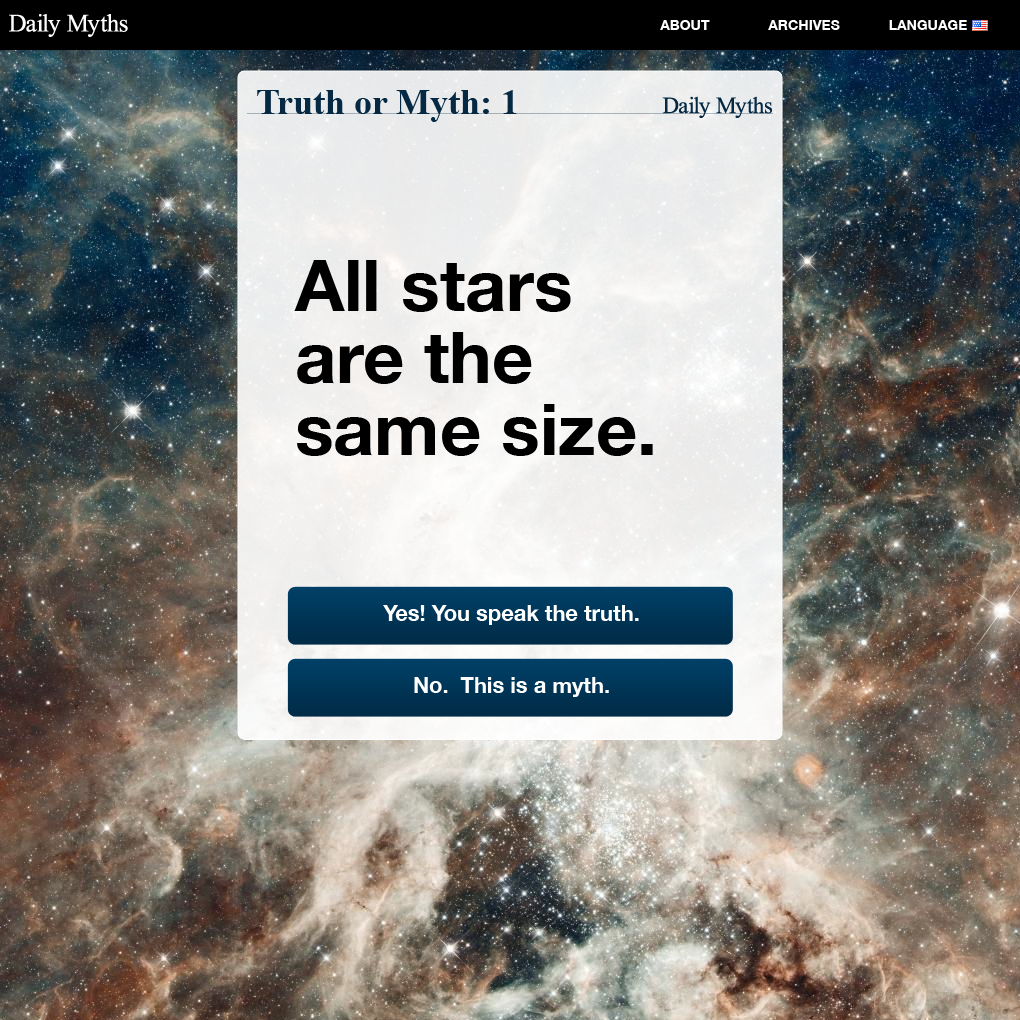 Daily Myths
ABOUT
ARCHIVES
LANGUAGE
Truth or Myth: 1
Daily Myths
All stars
are the
same size.
Yes! You speak the truth.
No.  This is a myth.